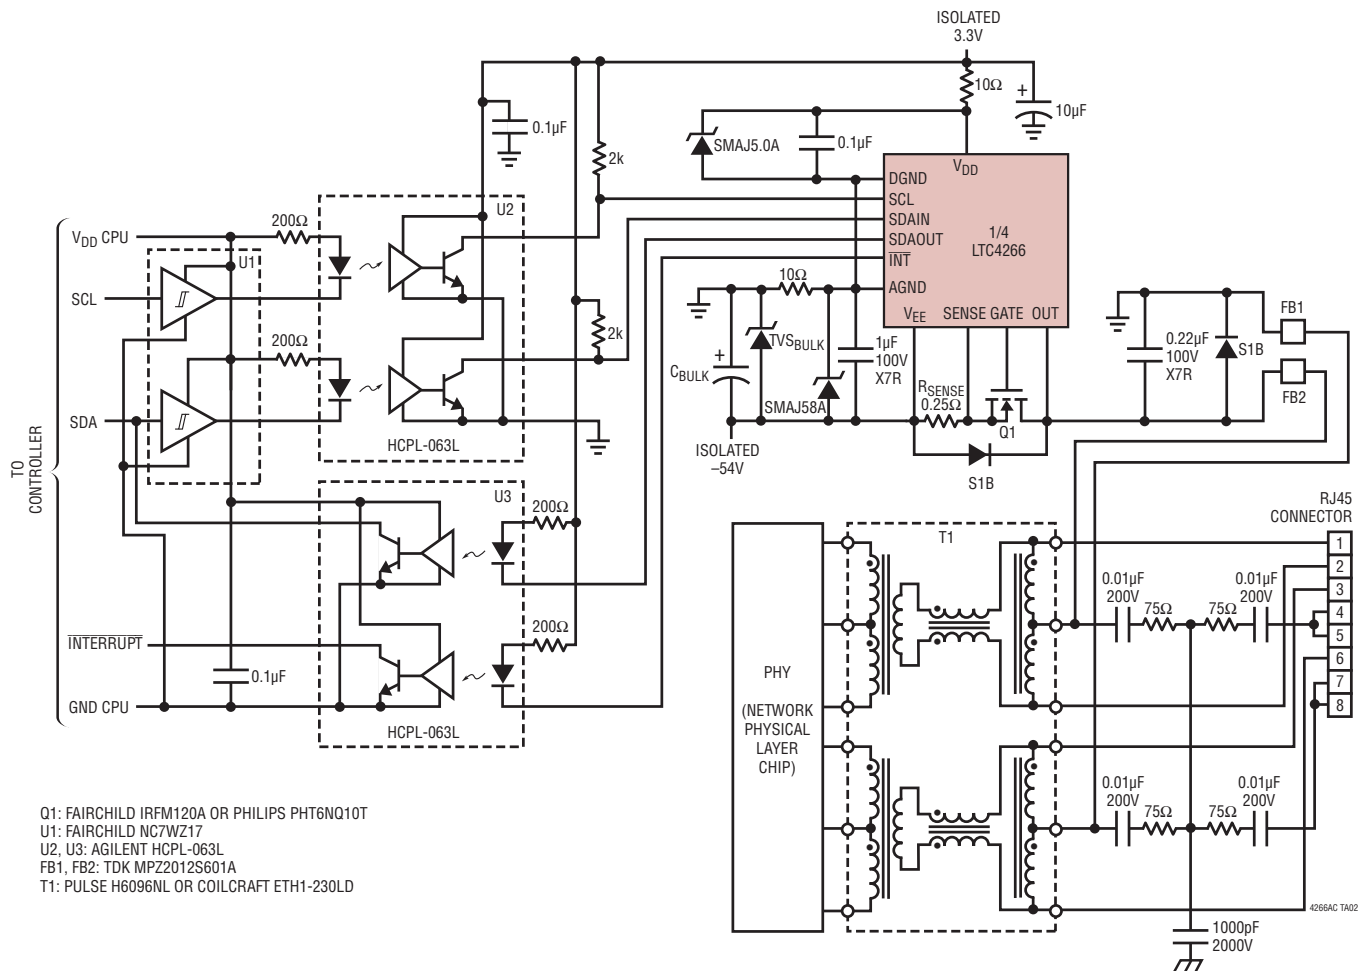 ISOLATED
3.3V
10Ω
+
10µF
0.1µF
SMAJ5.0A
0.1µF
2k
VDD
DGND
SCL
SDAIN
SDAOUT
INT
AGND
VEE SENSE GATE OUT
1/4
LTC4266
U2
200Ω
VDD CPU
U1
SCL
200Ω
SDA
HCPL-063L
2k
10Ω
+
CBULK
TVSBULK
SMAJ58A
1µF
100V
X7R
RSENSE
0.25Ω
Q1
S1B
ISOLATED
–54V
0.22µF
100V
X7R
S1B
FB1
FB2
TO
CONTROLLER
U3
200Ω
200Ω
INTERRUPT
0.1µF
GND CPU
HCPL-063L
RJ45
CONNECTOR
1
2
3
4
5
6
7
8
T1
PHY
(NETWORK
PHYSICAL
LAYER
CHIP)
0.01µF
200V
75Ω
75Ω
0.01µF
200V
0.01µF
200V
75Ω
75Ω
0.01µF
200V
1000pF
2000V
Q1: FAIRCHILD IRFM120A OR PHILIPS PHT6NQ10T
U1: FAIRCHILD NC7WZ17
U2, U3: AGILENT HCPL-063L
FB1, FB2: TDK MPZ2012S601A
T1: PULSE H6096NL OR COILCRAFT ETH1-230LD
4266AC TA02